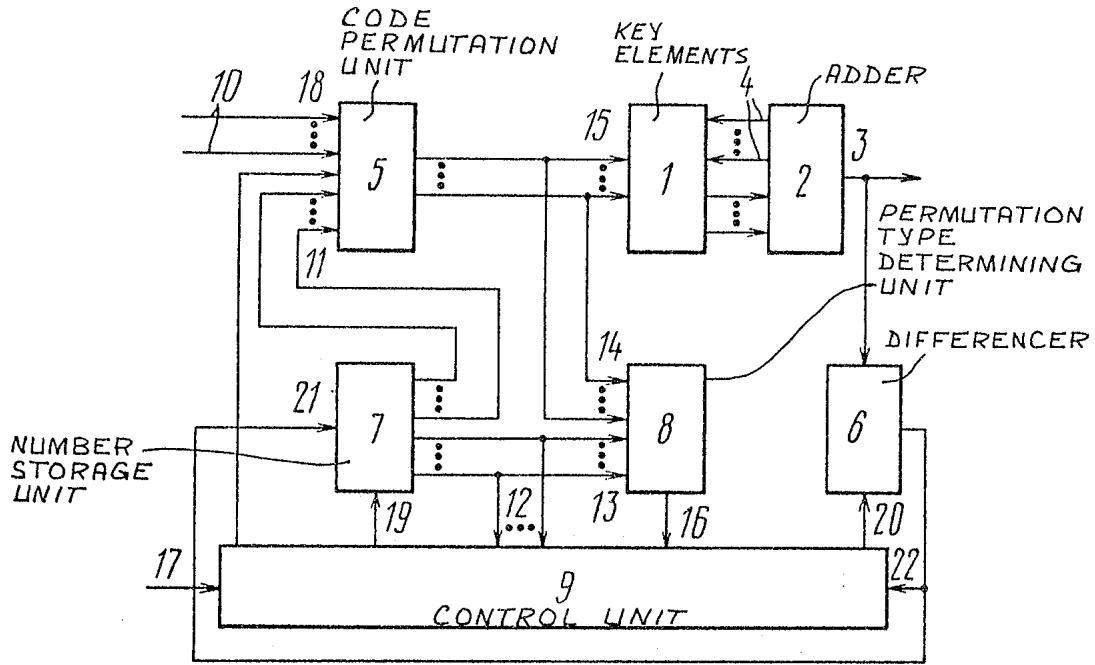 CODE
PERMUTATION
UNIT
KEY
ELEMENTS
ADDER
10
18
15
4
3
5
1
2
11
PERMUTATION
TYPE
DETERMINING
UNIT
DIFFERENCER
14
21
7
8
6
NUMBER
STORAGE
UNIT
19
12
13
16
20
17
22
9
CONTROL UNIT